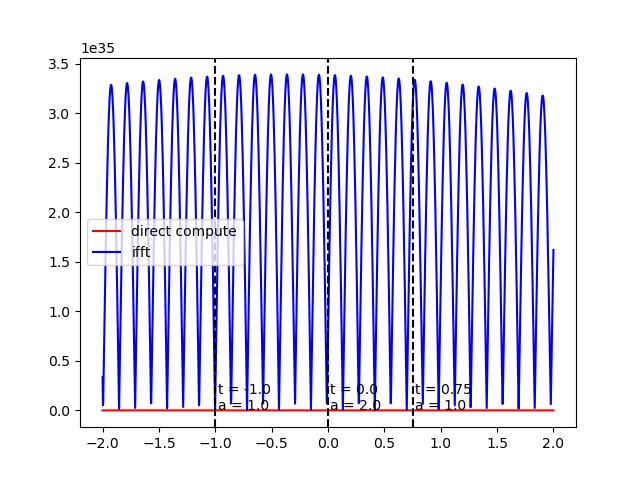 1e35
3.5
3.0
2.5
2.0
1.5
1.0
0.5
0.0
direct compute
ifft
t = -1.0
a = 1.0
t = 0.0
a = 2.0
t = 0.75
a = 1.0
−2.0 −1.5 −1.0 −0.5 0.0 0.5 1.0 1.5 2.0